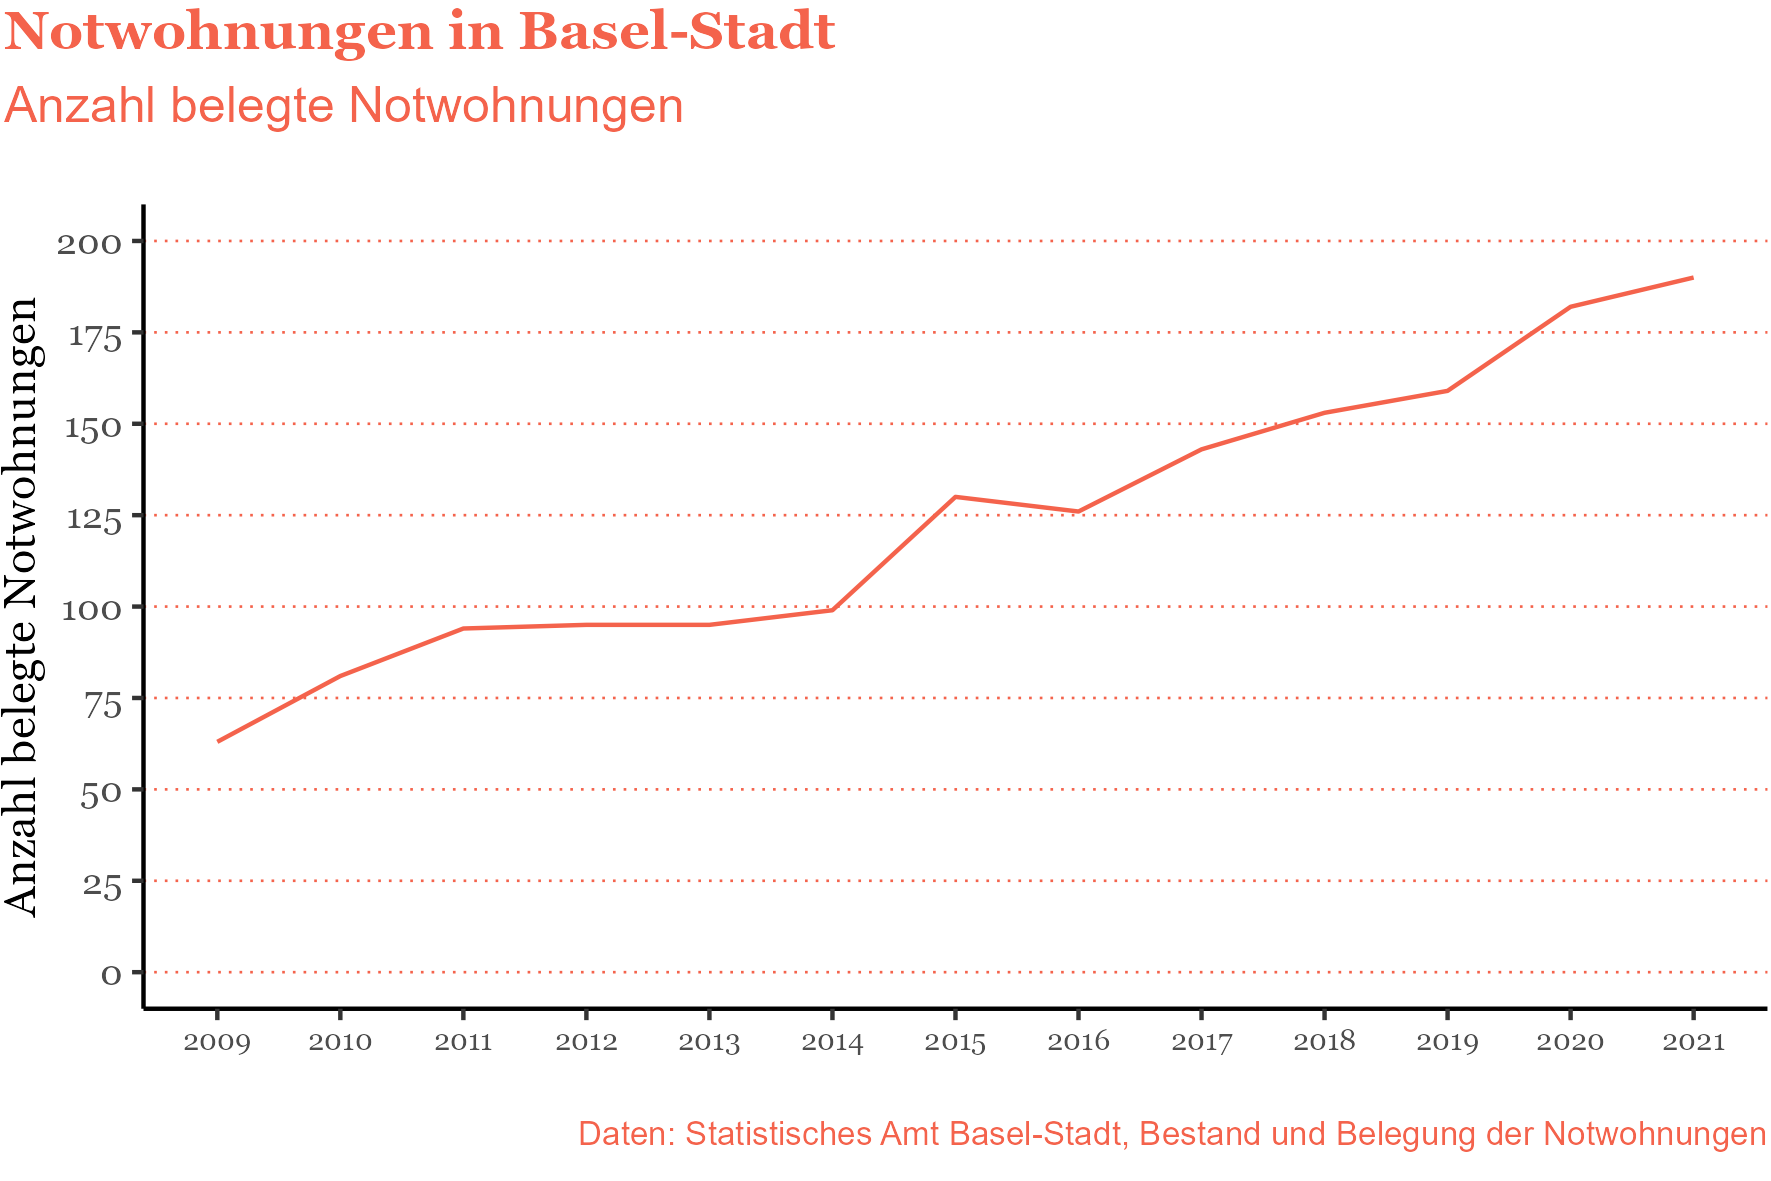 Notwohnungen in Basel-Stadt
Anzahl belegte Notwohnungen
Anzahl belegte Notwohnungen
200
175
150
125
100
75
50
25
0
2009 2010 2011 2012 2013 2014 2015 2016 2017 2018 2019 2020 2021
Daten: Statistisches Amt Basel-Stadt, Bestand und Belegung der Notwohnungen